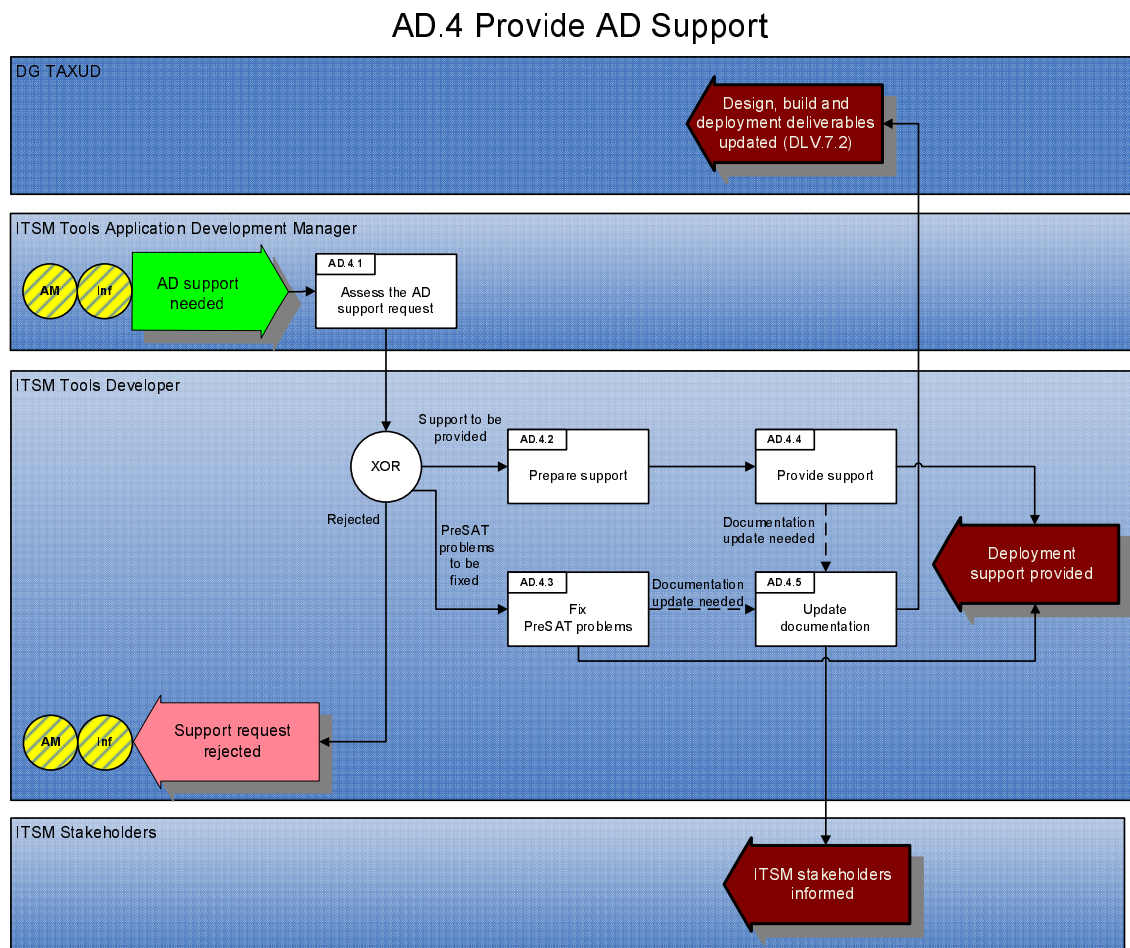 AD.4 Provide AD Support
DG TAXUD
Design, build and
deployment deliverables
updated (DLV.7.2)
ITSM Tools Application Development Manager
AM
Inf
AD support
needed
AD.4.1
Assess the AD
support request
ITSM Tools Developer
XOR
Support to be
provided
AD.4.2
Prepare support
AD.4.4
Provide support
Rejected
PreSAT
problems
to be
fixed
Documentation
update needed
Deployment
support provided
AD.4.3
Fix
PreSAT problems
Documentation
update needed
AD.4.5
Update
documentation
AM
Inf
Support request
rejected
ITSM Stakeholders
ITSM stakeholders
informed